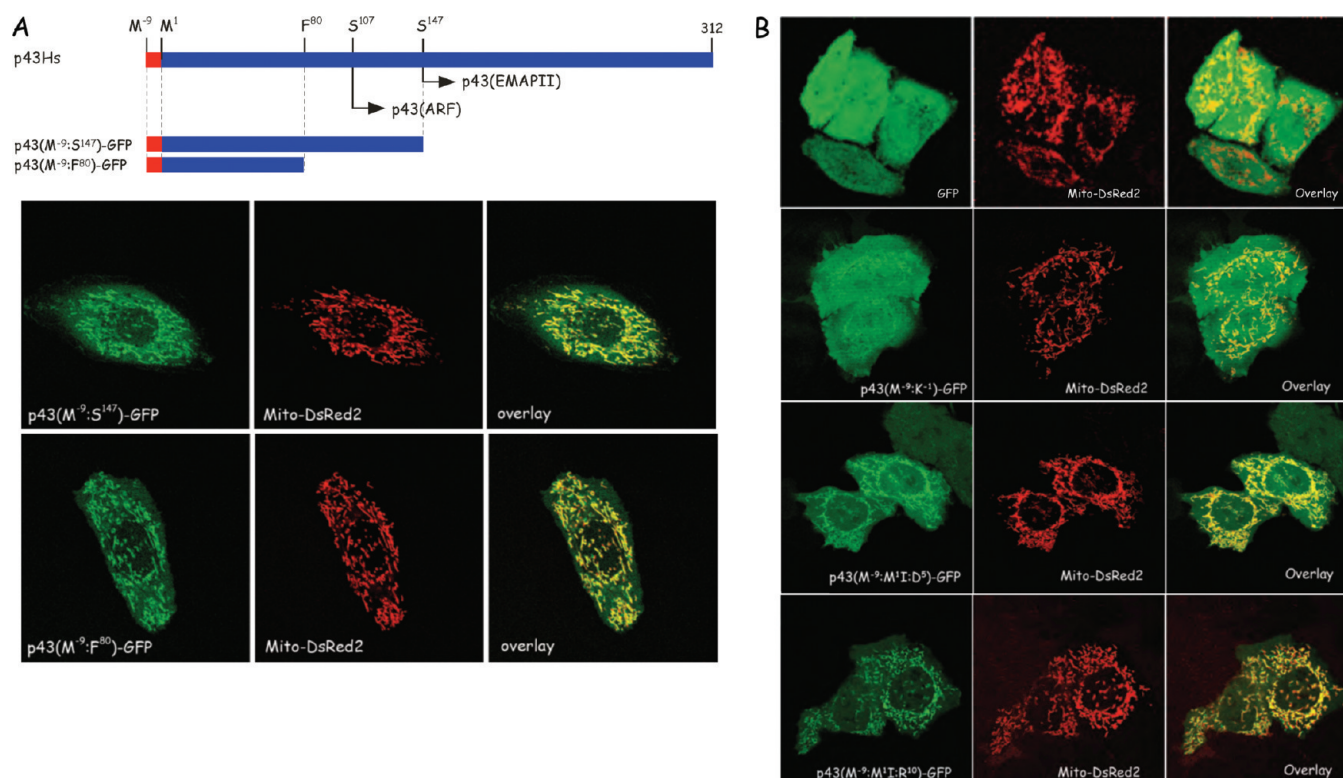 A
M⁻⁹ M¹ F⁸⁰ S¹⁰⁷ S¹⁴⁷ 312
p43Hs
p43(EMAPII)
p43(ARF)
p43(M⁻⁹:S¹⁴⁷)-GFP
p43(M⁻⁹:F⁸⁰)-GFP
p43(M⁻⁹:S¹⁴⁷)-GFP Mito-DsRed2 overlay
p43(M⁻⁹:F⁸⁰)-GFP Mito-DsRed2 overlay
B
GFP Mito-DsRed2 Overlay
p43(M⁻⁹:K⁻¹)-GFP Mito-DsRed2 Overlay
p43(M⁻⁹:M¹I:D⁵)-GFP Mito-DsRed2 Overlay
p43(M⁻⁹:M¹I:R¹⁰)-GFP Mito-DsRed2 Overlay